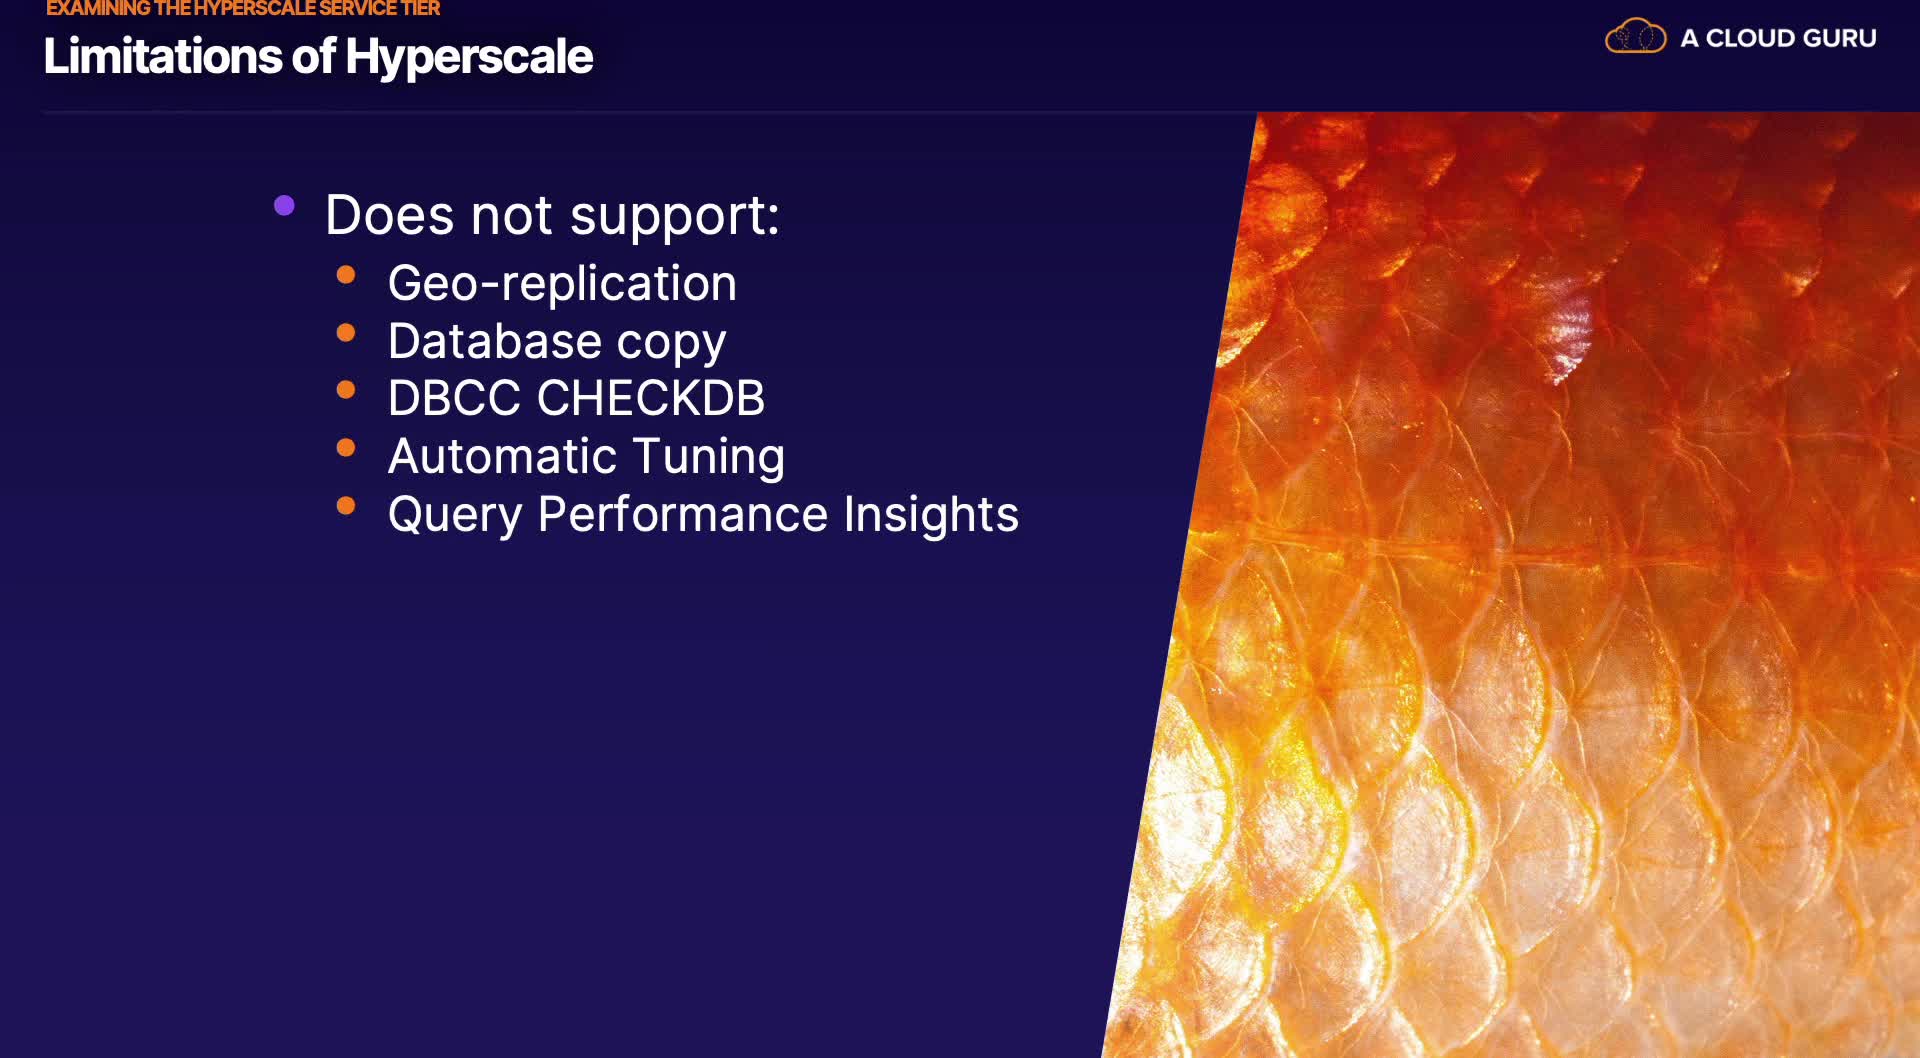 EXAMINING THE HYPERSCALE SERVICE TIER
Limitations of Hyperscale
A CLOUD GURU
Does not support:
Geo-replication
Database copy
DBCC CHECKDB
Automatic Tuning
Query Performance Insights